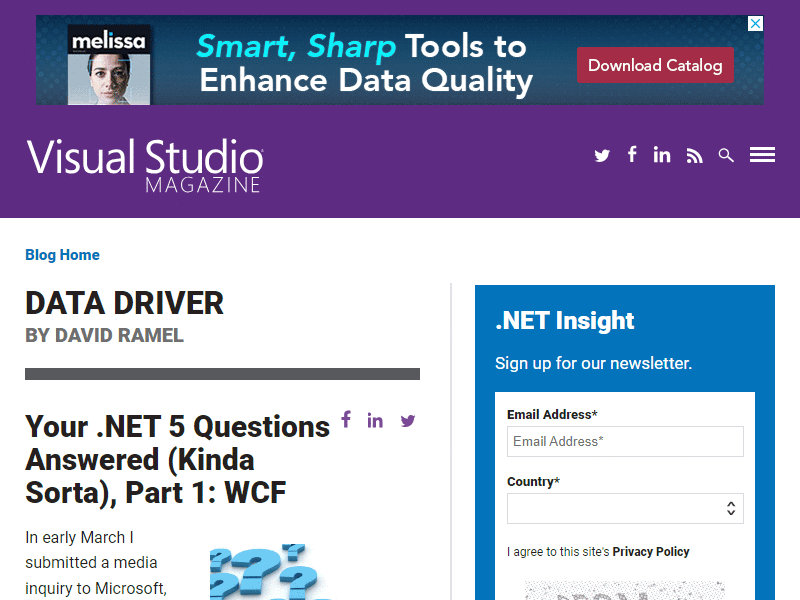 melissa
Smart, Sharp Tools to
Enhance Data Quality
Download Catalog
Visual Studio
MAGAZINE
Blog Home
DATA DRIVER
BY DAVID RAMEL
Your .NET 5 Questions
Answered (Kinda
Sorta), Part 1: WCF
In early March I
submitted a media
inquiry to Microsoft,
.NET Insight
Sign up for our newsletter.
Email Address*
Email Address*
Country*
I agree to this site's Privacy Policy